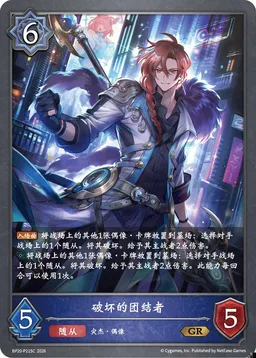 6
入场曲 将战场上的其他1张偶像·卡牌放置到墓场：选择对手
战场上的1个随从。将其破坏。给予其主战者2点伤害。
将战场上的其他1张偶像·卡牌放置到墓场：选择对手战场
上的1个随从。将其破坏。给予其主战者2点伤害。此能力每回
合可以使用1次。
破坏的团结者
5
随从
灾杰·偶像
GR
5
BP20-P215C 2026
© Cygames, Inc. Published by NetEase Games